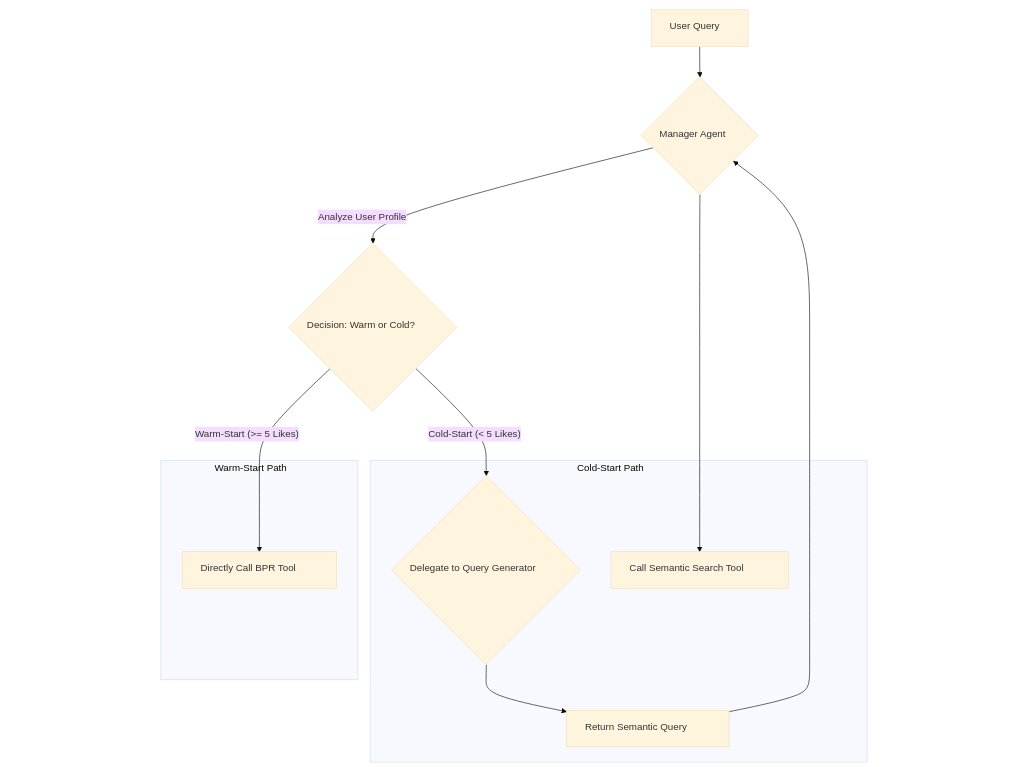 User Query
Manager Agent
Analyze User Profile
Decision: Warm or Cold?
Warm-Start (>= 5 Likes)
Cold-Start (< 5 Likes)
Warm-Start Path
Cold-Start Path
Directly Call BPR Tool
Delegate to Query Generator
Call Semantic Search Tool
Return Semantic Query